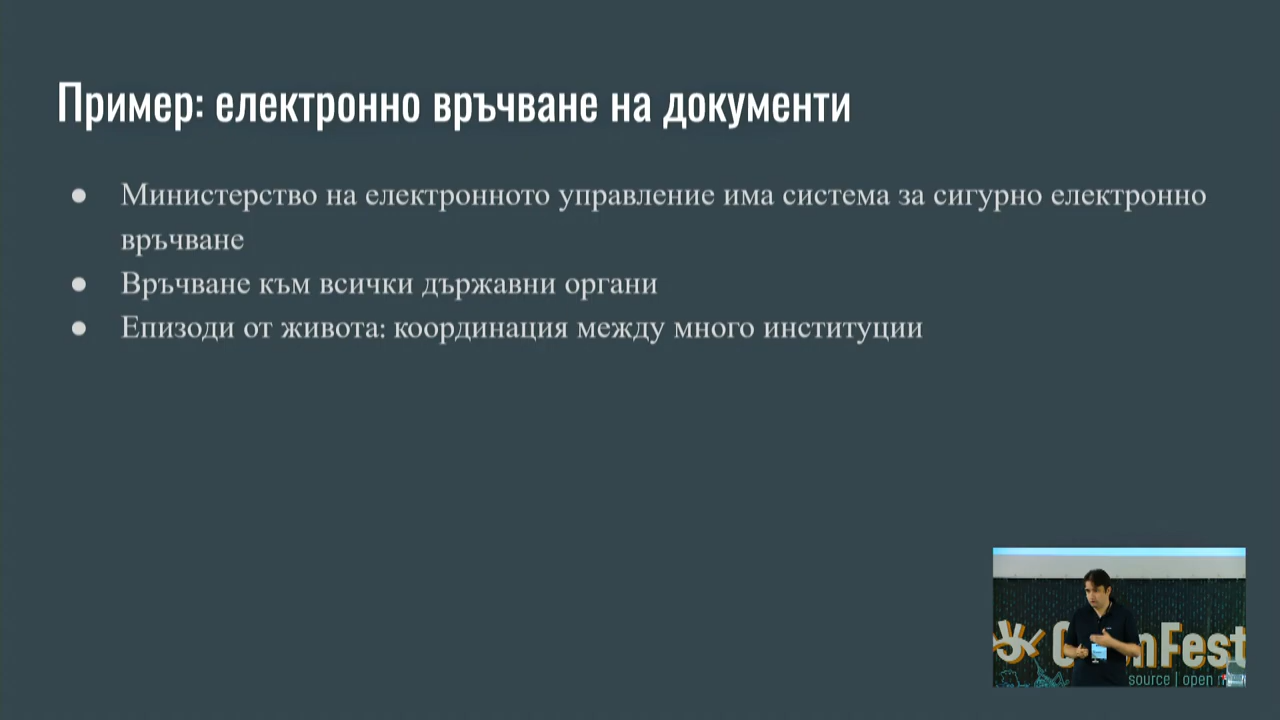 Пример: електронно връчване на документи
● Министерство на електронното управление има система за сигурно електронно
връчване
● Връчване към всички държавни органи
● Епизоди от живота: координация между много институции
nFest
source | open